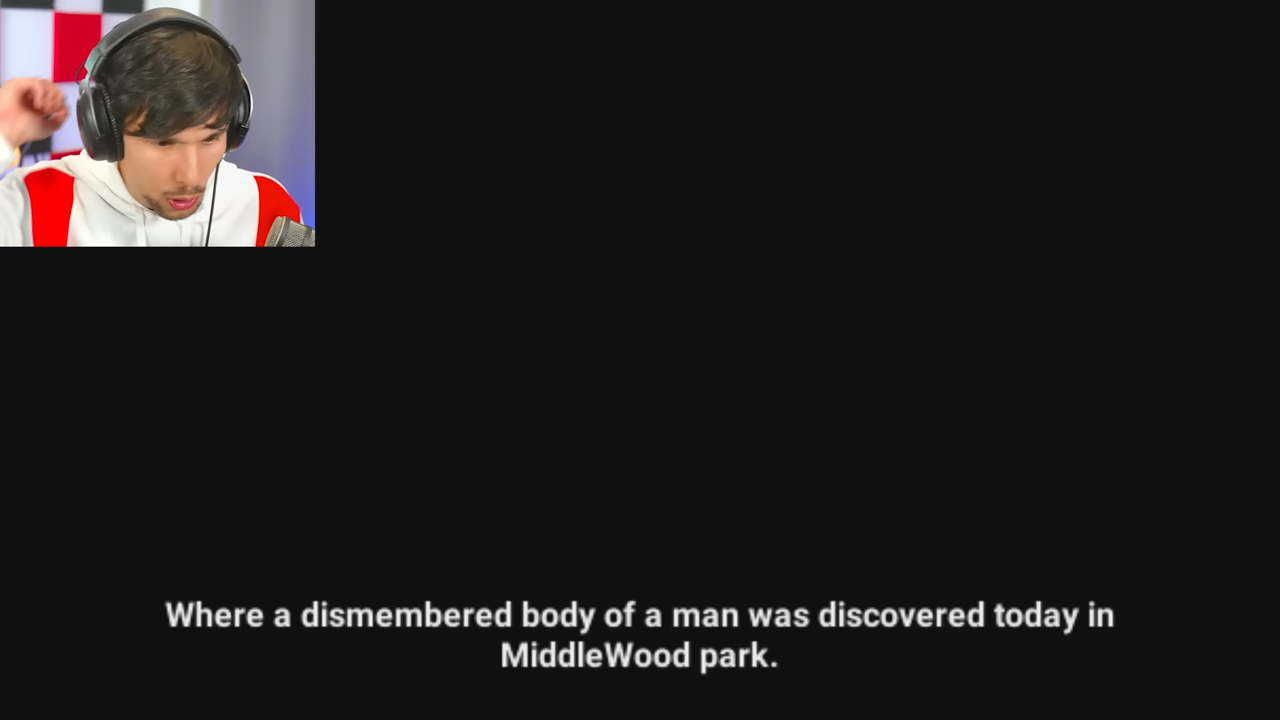 Where a dismembered body of a man was discovered today in
MiddleWood park.